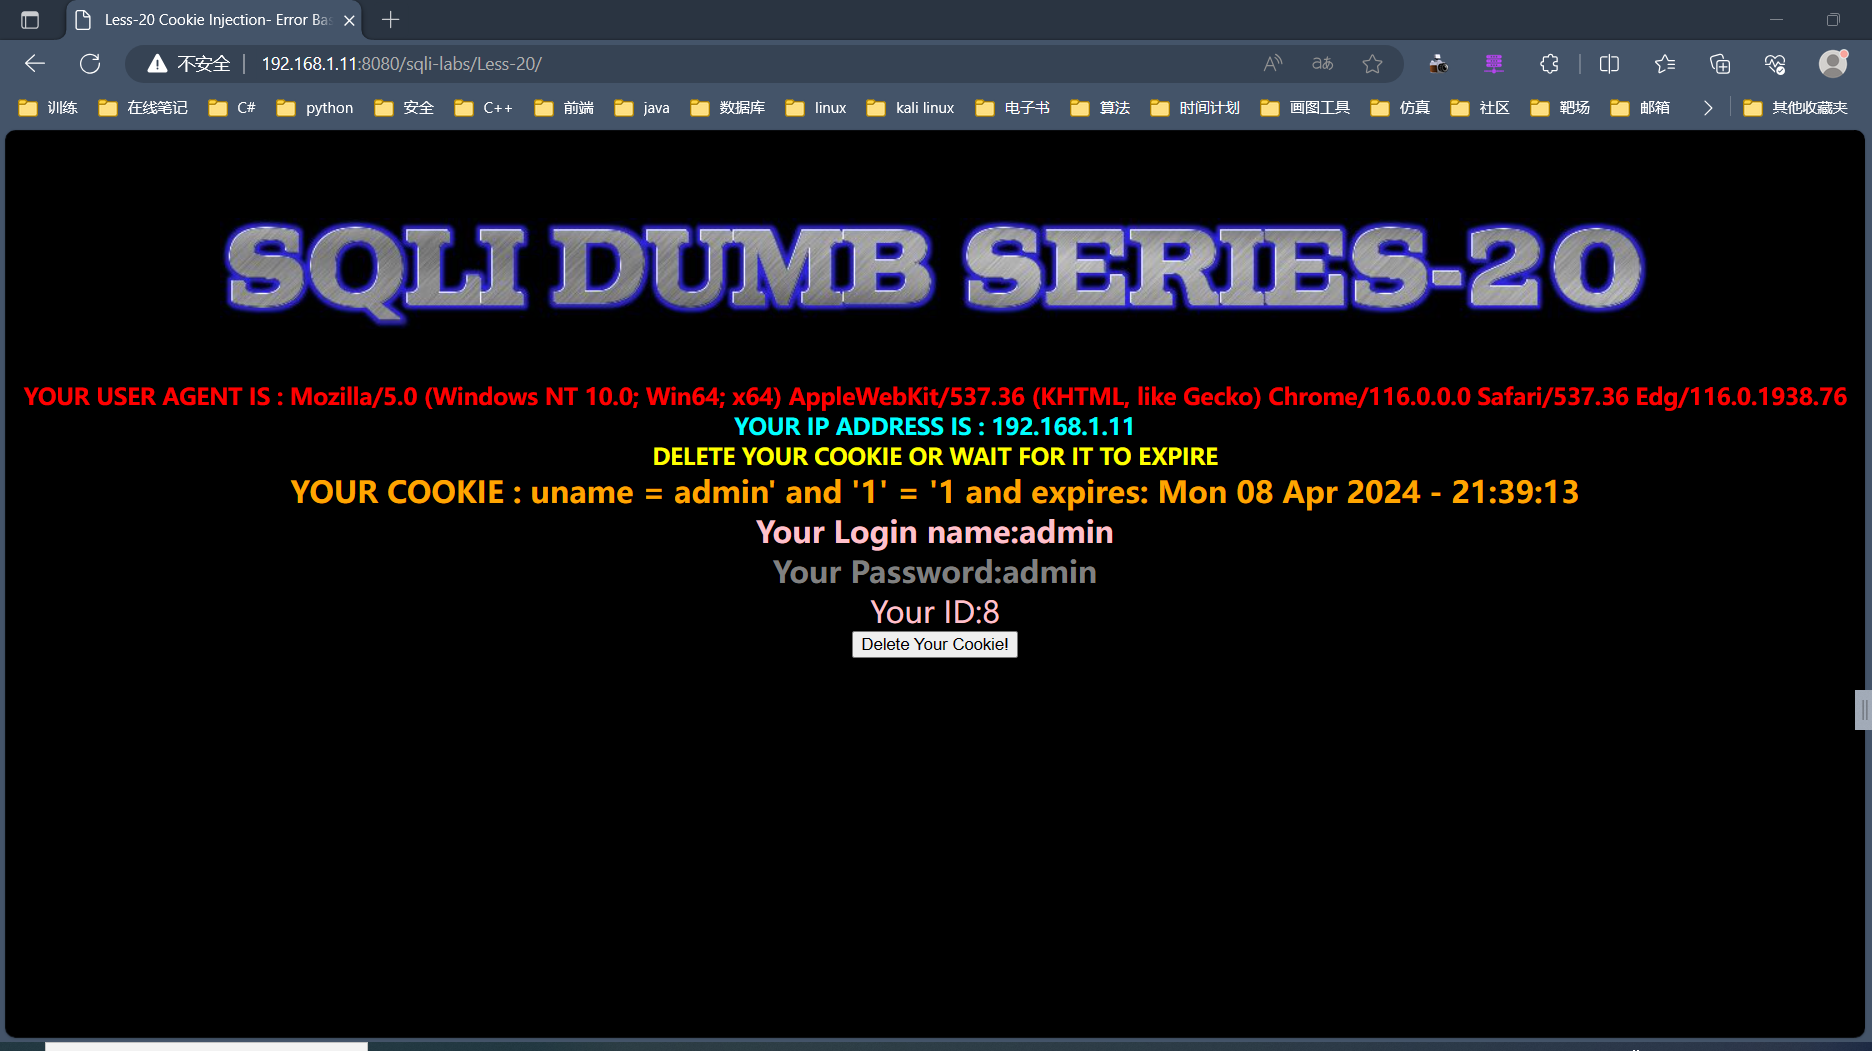 Less-20 Cookie Injection- Error Bas
不安全 192.168.1.11:8080/sqli-labs/Less-20/
训练 在线笔记 C# python 安全 C++ 前端 java 数据库 linux kali linux 电子书 算法 时间计划 画图工具 仿真 社区 靶场 邮箱 其他收藏夹
SQLI DUMB SERIES-20
YOUR USER AGENT IS : Mozilla/5.0 (Windows NT 10.0; Win64; x64) AppleWebKit/537.36 (KHTML, like Gecko) Chrome/116.0.0.0 Safari/537.36 Edg/116.0.1938.76
YOUR IP ADDRESS IS : 192.168.1.11
DELETE YOUR COOKIE OR WAIT FOR IT TO EXPIRE
YOUR COOKIE : uname = admin' and '1' = '1 and expires: Mon 08 Apr 2024 - 21:39:13
Your Login name:admin
Your Password:admin
Your ID:8
Delete Your Cookie!